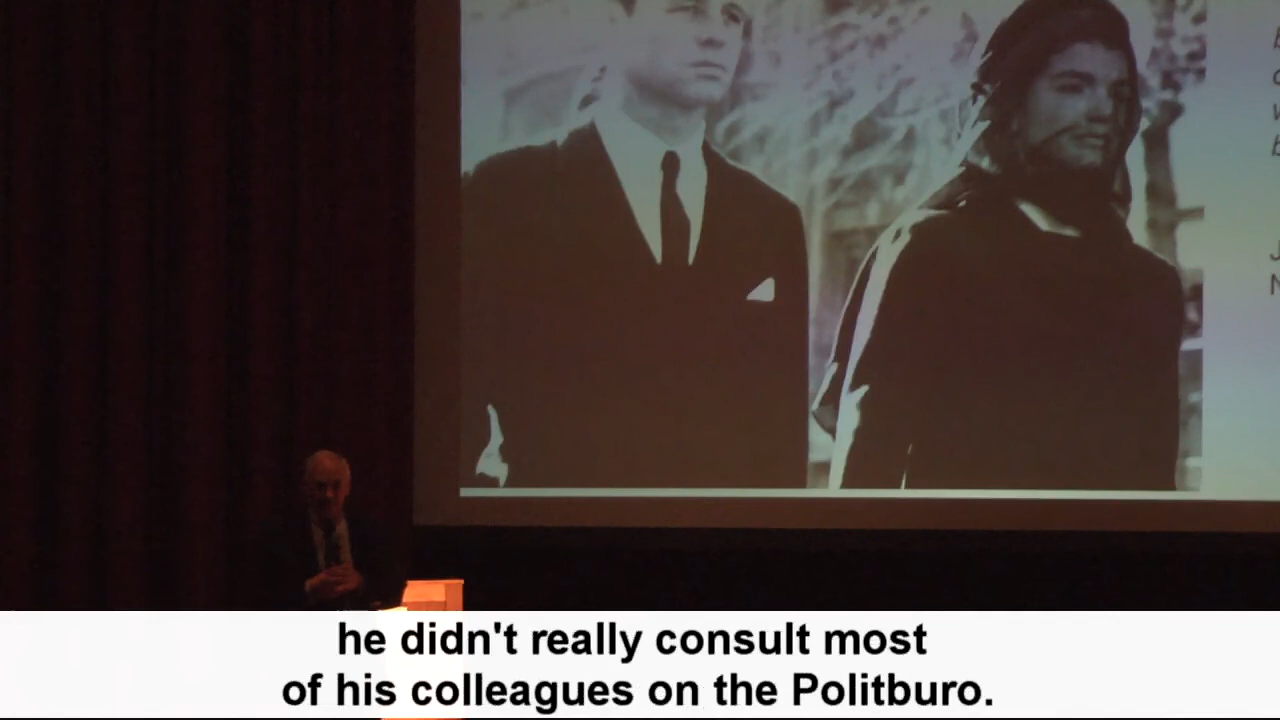 he didn't really consult most
of his colleagues on the Politburo.